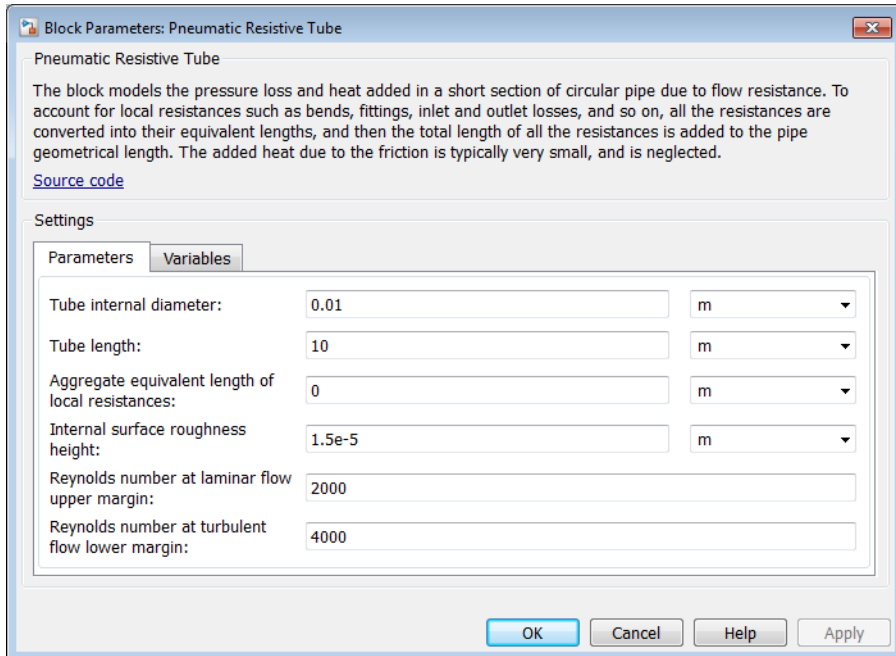 Block Parameters: Pneumatic Resistive Tube
Pneumatic Resistive Tube
The block models the pressure loss and heat added in a short section of circular pipe due to flow resistance. To
account for local resistances such as bends, fittings, inlet and outlet losses, and so on, all the resistances are
converted into their equivalent lengths, and then the total length of all the resistances is added to the pipe
geometrical length. The added heat due to the friction is typically very small, and is neglected.
Source code
Settings
Parameters Variables
Tube internal diameter: 0.01 m
Tube length: 10 m
Aggregate equivalent length of
local resistances: 0 m
Internal surface roughness
height: 1.5e-5 m
Reynolds number at laminar flow
upper margin: 2000
Reynolds number at turbulent
flow lower margin: 4000
OK Cancel Help Apply